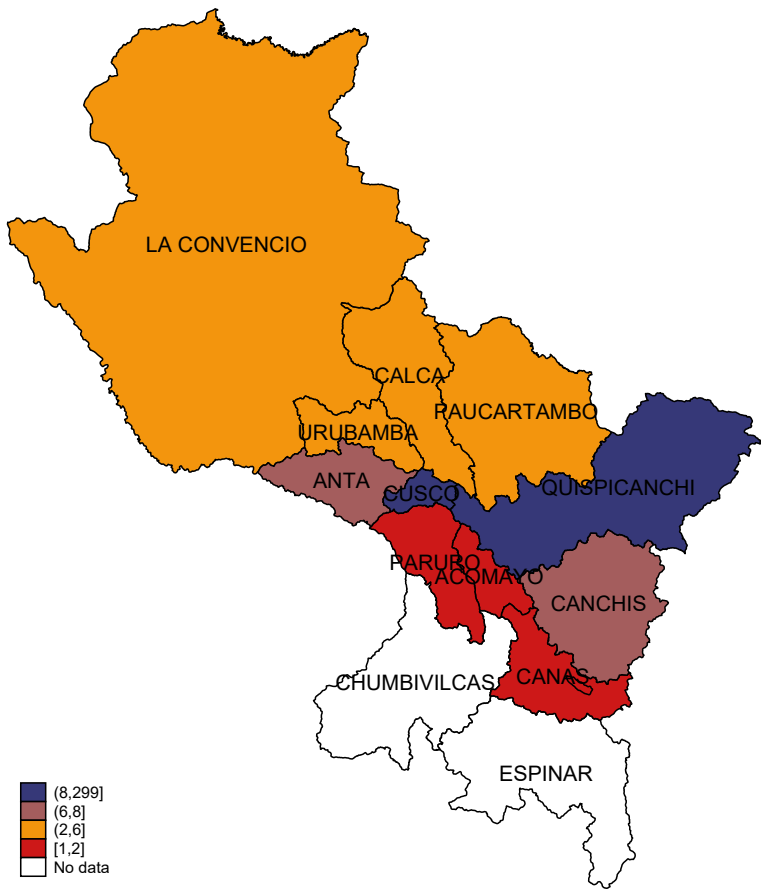 LA CONVENCIO
CALCA
PAUCARTAMBO
URUBAMBA
ANTA
CUSCO
QUISPICANCHI
PARURO
ACOMAYO
CANCHIS
CHUMBIVILCAS
CANAS
ESPINAR
(8,299]
(6,8]
(2,6]
[1,2]
No data